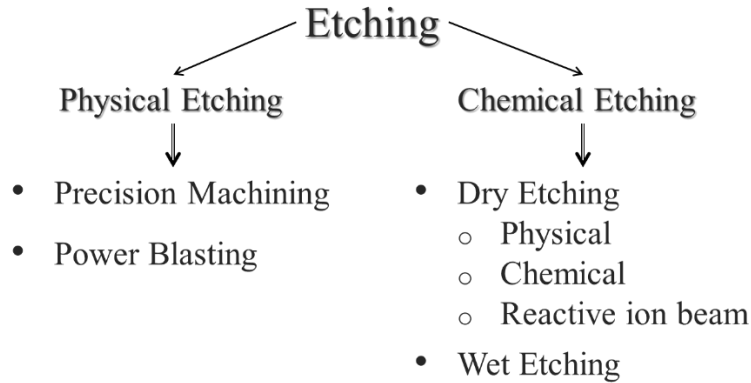 Etching
Physical Etching
Chemical Etching
• Precision Machining
• Power Blasting
• Dry Etching
o Physical
o Chemical
o Reactive ion beam
• Wet Etching